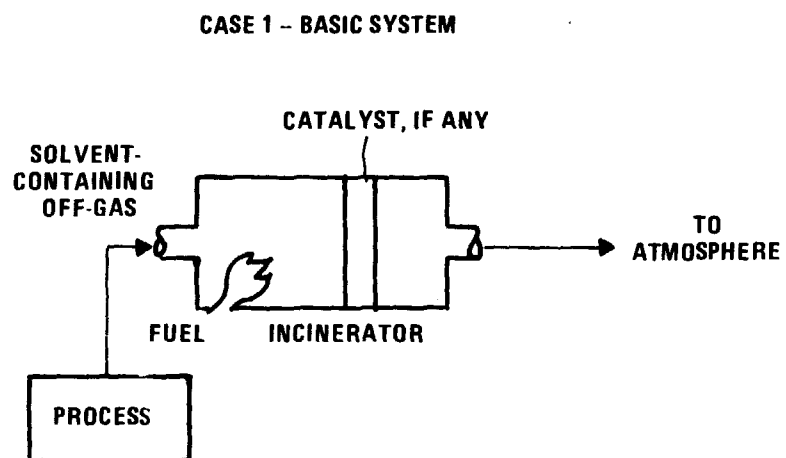 CASE 1 – BASIC SYSTEM
CATALYST, IF ANY
SOLVENT-
CONTAINING
OFF-GAS
TO
ATMOSPHERE
FUEL
INCINERATOR
PROCESS